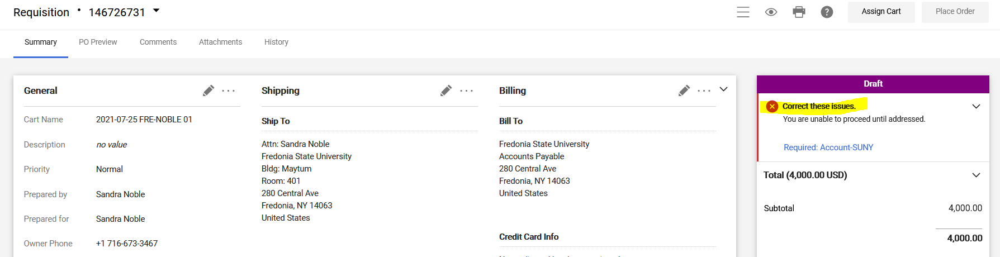 Requisition • 146726731
Assign Cart
Place Order
Summary
PO Preview
Comments
Attachments
History
General
Cart Name 2021-07-25 FRE-NOBLE 01
Description no value
Priority Normal
Prepared by Sandra Noble
Prepared for Sandra Noble
Owner Phone +1 716-673-3467
Shipping
Ship To
Attn: Sandra Noble
Fredonia State University
Bldg: Maytum
Room: 401
280 Central Ave
Fredonia, NY 14063
United States
Billing
Bill To
Fredonia State University
Accounts Payable
280 Central Ave
Fredonia, NY 14063
United States
Credit Card Info
Draft
Correct these issues.
You are unable to proceed until addressed.
Required: Account-SUNY
Total (4,000.00 USD)
Subtotal 4,000.00
4,000.00